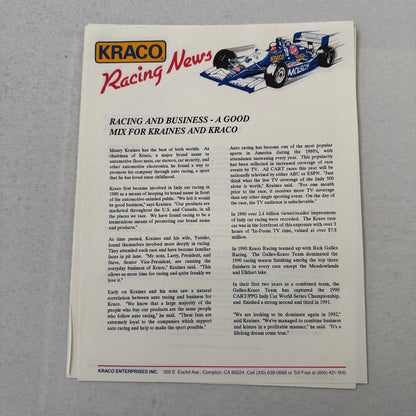 KRACO
Racing News
RACING AND BUSINESS - A GOOD
MIX FOR KRAINES AND KRACO
Maury Kraines has the best of both worlds. As
chairman of Kraco, a major brand name in
automotive floor mats, car stereos, car security, and
other automotive electronic, he found a way to
promote his company through auto racing, a sport
that he has loved since childhood.
Kraco first became involved in Indy car racing in
1980 as a means of keeping its brand name in front
of the automotive-minded public. "We felt it would
be good business," says Kraines. "Our products are
marketed throughout the U.S. and Canada, in all
the places we race. We have found racing to be a
tremendous means of promoting our brand name
and products."
As time passed, Kraines and his wife, Yanako,
found themselves involved more deeply in racing.
They attended each race and have become familiar
faces in pit lane. "My sons, Larry, President, and
Steve, Senior Vice-President, are running the
everyday business of Kraco," Kraines said. "This
allows us more time for racing and quite frankly we
love it."
Early on Kraines and his sons saw a natural
correlation between auto racing and business for
Kraco. "We know that a large majority of the
people who buy our products are the same people
who follow auto racing," he said. "These fans are
extremely loyal to the companies which support
auto racing and help to make the sport possible."
Auto racing has become one of the most popular
sports in America during the 1980's, with
attendance increasing every year. This popularity
has been reflected in increased coverage of race
events by TV. All CART races this year will be
nationally televised by either ABC or ESPN. "Just
think what the live TV coverage of the Indy 500
alone is worth," Kraines said. "For one month
prior to the race, it receives more TV coverage
than any other single sporting event. On the day of
the race, the TV audience is unbelievable."
In 1990 over 2.4 billion viewer/reader impressions
of Indy car racing were recorded. The Kraco race
car was in the forefront of this exposure with over 3
hours of "In-Focus TV time, valued at over $7.8
million.
In 1990 Kraco Racing teamed up with Rick Galles
Racing. The Galles-Kraco Team dominated the
1990 racing season finishing among the top three
finishers in every race except the Meadowlands
and Elkhart lake.
In their first two years as a combined team, the
Galles-Kraco Team has captured the 1990
CART/PPG Indy Car World Series Championship,
and finished a strong second and third in 1991.
"We are looking to be dominant again in 1992,"
said Kraines. "We've managed to combine business
and leisure in a profitable manner," he said. "It's a
lifelong dream come true."
KRACO ENTERPRISES INC. 505 E. Euclid Ave., Compton, CA 90224 Call (310) 639-0666 or Toll Free at (800) 421-1910